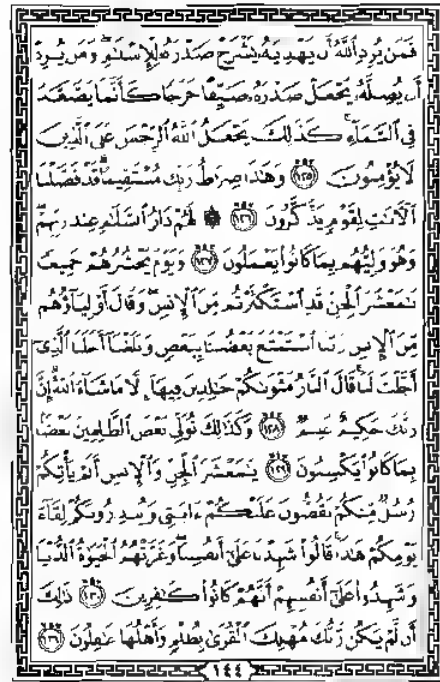 فَمَن يُرِدِ ٱللَّهُ أَن يَهْدِيَهُۥ يَشْرَحْ صَدْرَهُۥ لِلْإِسْلَٰمِ ۖ وَمَن يُرِدْ
أَن يُضِلَّهُۥ يَجْعَلْ صَدْرَهُۥ ضَيِّقًا حَرَجًا كَأَنَّمَا يَصَّعَّدُ
فِى ٱلسَّمَآءِ ۚ كَذَٰلِكَ يَجْعَلُ ٱللَّهُ ٱلرِّجْسَ عَلَى ٱلَّذِينَ
لَا يُؤْمِنُونَ ١٢٥ وَهَٰذَا صِرَٰطُ رَبِّكَ مُسْتَقِيمًا ۗ قَدْ فَصَّلْنَا
ٱلْءَايَٰتِ لِقَوْمٍ يَذَّكَّرُونَ ١٢٦ ۞ لَهُمْ دَارُ ٱلسَّلَٰمِ عِندَ رَبِّهِمْ ۖ
وَهُوَ وَلِيُّهُم بِمَا كَانُوا۟ يَعْمَلُونَ ١٢٧ وَيَوْمَ يَحْشُرُهُمْ جَمِيعًا
يَٰمَعْشَرَ ٱلْجِنِّ قَدِ ٱسْتَكْثَرْتُم مِّنَ ٱلْإِنسِ ۖ وَقَالَ أَوْلِيَآؤُهُم
مِّنَ ٱلْإِنسِ رَبَّنَا ٱسْتَمْتَعَ بَعْضُنَا بِبَعْضٍ وَبَلَغْنَآ أَجَلَنَا ٱلَّذِىٓ
أَجَّلْتَ لَنَا ۚ قَالَ ٱلنَّارُ مَثْوَىٰكُمْ خَٰلِدِينَ فِيهَآ إِلَّا مَا شَآءَ ٱللَّهُ ۗ إِنَّ
رَبَّكَ حَكِيمٌ عَلِيمٌ ١٢٨ وَكَذَٰلِكَ نُوَلِّى بَعْضَ ٱلظَّٰلِمِينَ بَعْضًۢا
بِمَا كَانُوا۟ يَكْسِبُونَ ١٢٩ يَٰمَعْشَرَ ٱلْجِنِّ وَٱلْإِنسِ أَلَمْ يَأْتِكُمْ
رُسُلٌ مِّنكُمْ يَقُصُّونَ عَلَيْكُمْ ءَايَٰتِى وَيُنذِرُونَكُمْ لِقَآءَ
يَوْمِكُمْ هَٰذَا ۚ قَالُوا۟ شَهِدْنَا عَلَىٰٓ أَنفُسِنَا ۖ وَغَرَّتْهُمُ ٱلْحَيَوٰةُ ٱلدُّنْيَا
وَشَهِدُوا۟ عَلَىٰٓ أَنفُسِهِمْ أَنَّهُمْ كَانُوا۟ كَٰفِرِينَ ١٣٠ ذَٰلِكَ
أَن لَّمْ يَكُن رَّبُّكَ مُهْلِكَ ٱلْقُرَىٰ بِظُلْمٍ وَأَهْلُهَا غَٰفِلُونَ ١٣١
١٤٤